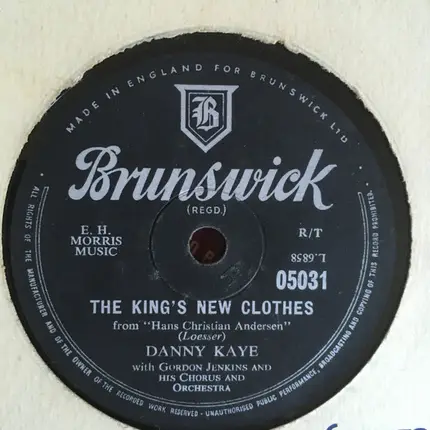 MADE IN ENGLAND FOR BRUNSWICK LTD
B
Brunswick
(REGD.)
E. H.
MORRIS
MUSIC
R/T
L.6858
05031
THE KING'S NEW CLOTHES
from "Hans Christian Andersen"
(Loesser)
DANNY KAYE
with GORDON JENKINS AND
HIS CHORUS AND
ORCHESTRA
· ALL RIGHTS OF THE MANUFACTURER AND OF THE OWNER OF THE RECORDED WORK RESERVED · UNAUTHORISED PUBLIC PERFORMANCE, BROADCASTING AND COPYING OF THIS RECORD PROHIBITED ·